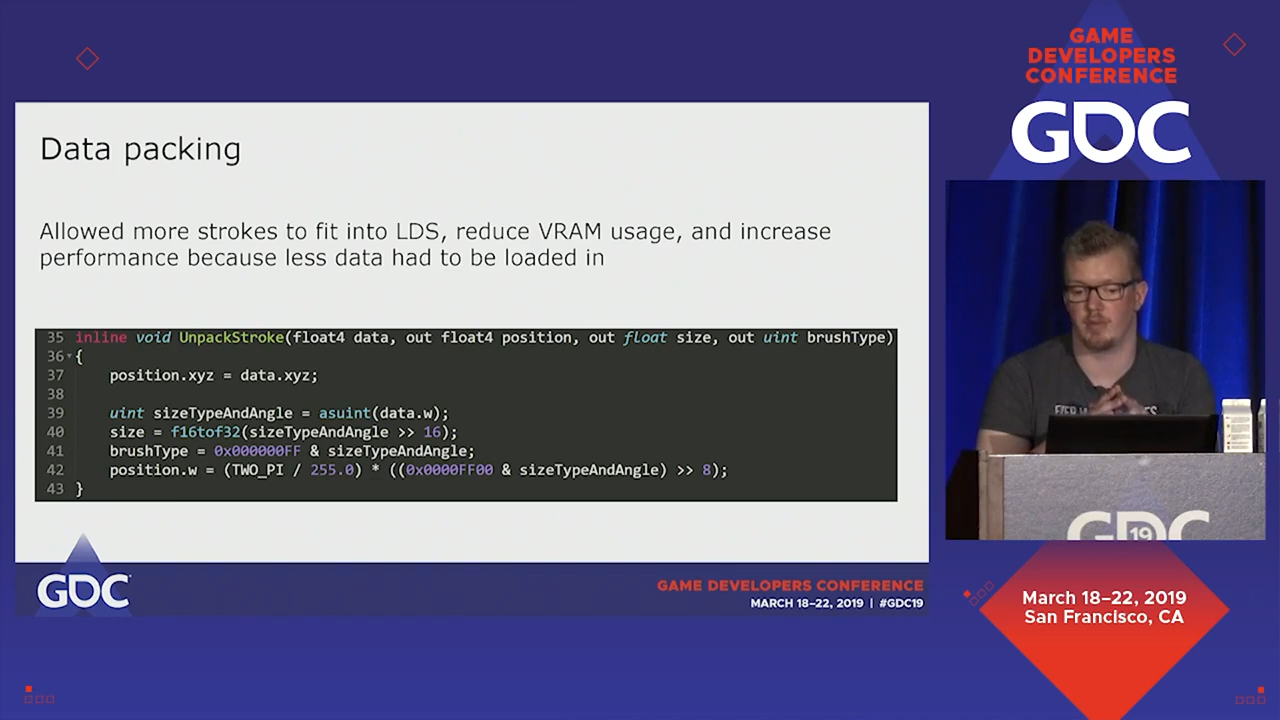 GAME
DEVELOPERS
CONFERENCE
GDC
Data packing
Allowed more strokes to fit into LDS, reduce VRAM usage, and increase
performance because less data had to be loaded in
35 inline void UnpackStroke(float4 data, out float4 position, out float size, out uint brushType)
36 {
37 position.xyz = data.xyz;
38
39 uint sizeTypeAndAngle = asuint(data.w);
40 size = f16tof32(sizeTypeAndAngle >> 16);
41 brushType = 0x000000FF & sizeTypeAndAngle;
42 position.w = (TWO_PI / 255.0) * ((0x0000FF00 & sizeTypeAndAngle) >> 8);
43 }
GDC
GAME DEVELOPERS CONFERENCE
MARCH 18–22, 2019 | #GDC19
GDC
19
March 18–22, 2019
San Francisco, CA